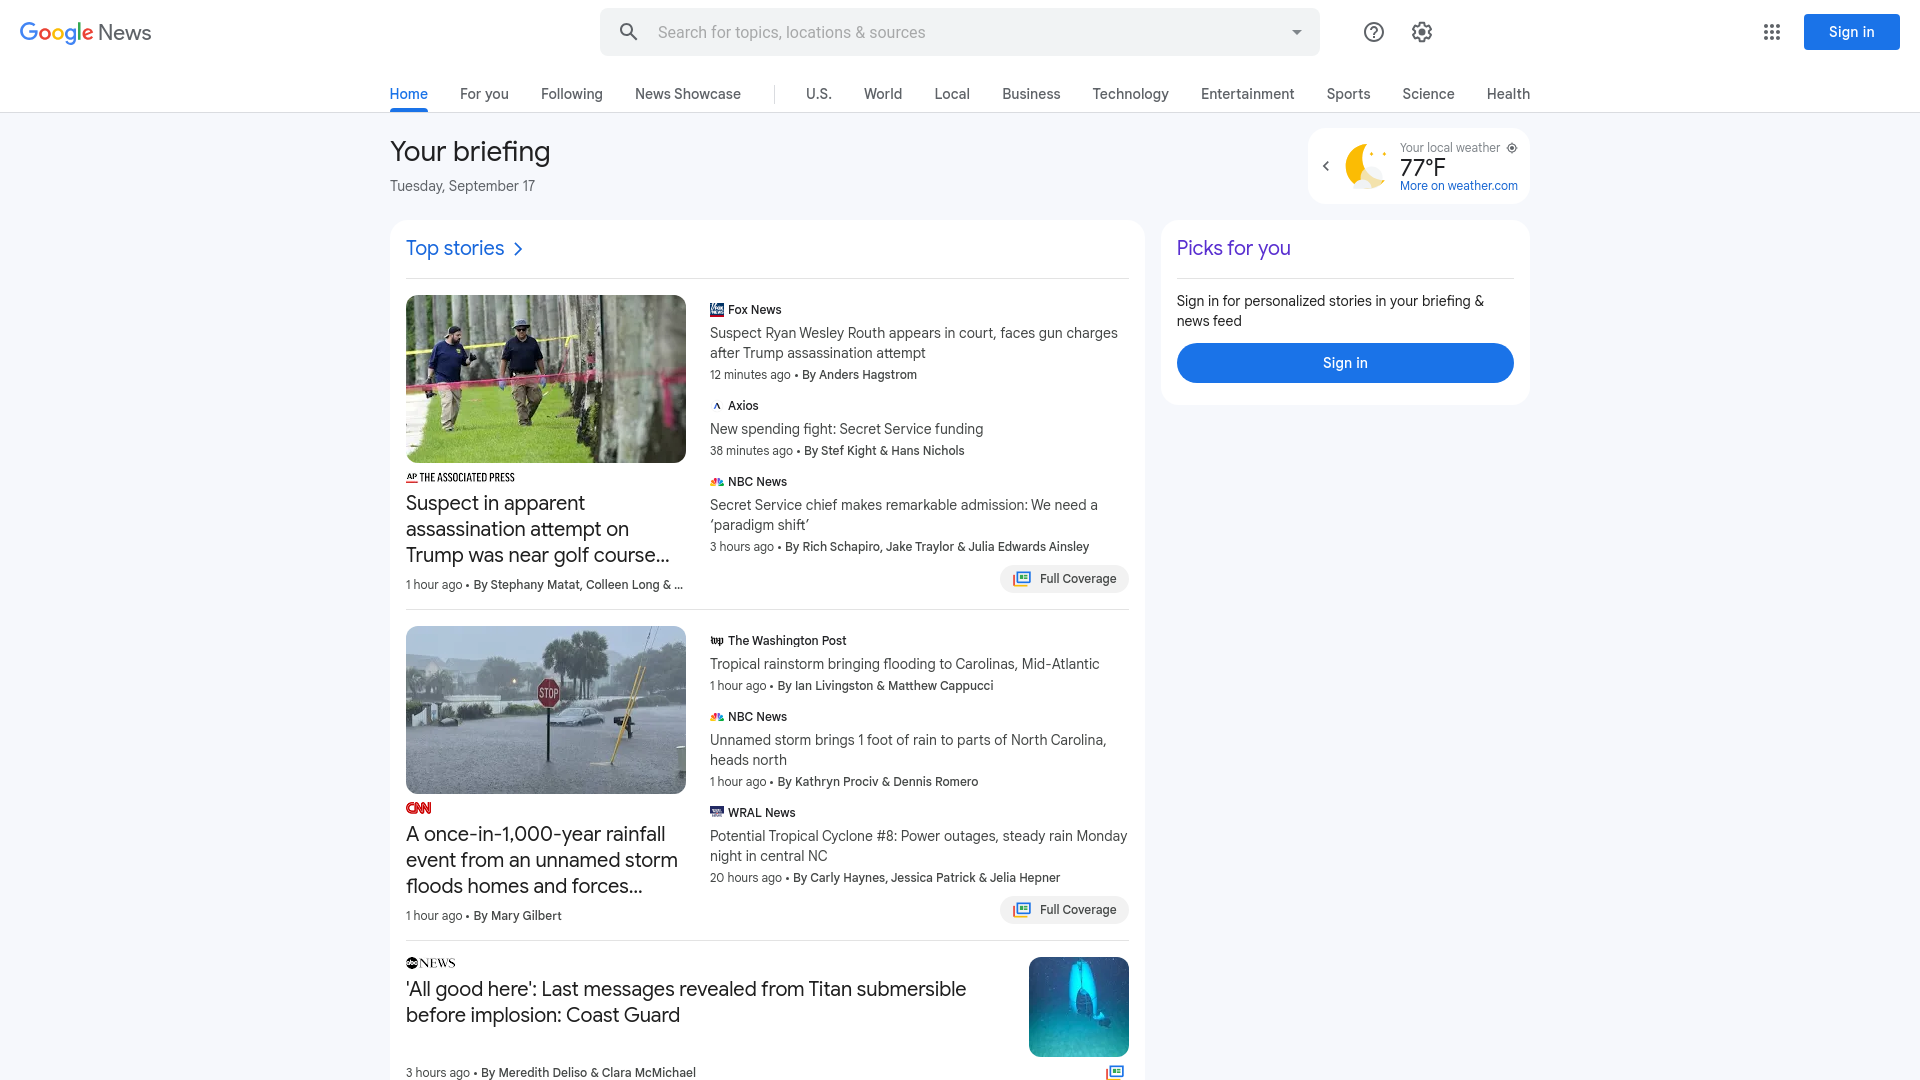 Google News
Search for topics, locations & sources
Sign in
Home
For you
Following
News Showcase
U.S.
World
Local
Business
Technology
Entertainment
Sports
Science
Health
Your briefing
Tuesday, September 17
Your local weather
77°F
More on weather.com
Top stories
THE ASSOCIATED PRESS
Suspect in apparent
assassination attempt on
Trump was near golf course…
1 hour ago • By Stephany Matat, Colleen Long & …
Fox News
Suspect Ryan Wesley Routh appears in court, faces gun charges
after Trump assassination attempt
12 minutes ago • By Anders Hagstrom
Axios
New spending fight: Secret Service funding
38 minutes ago • By Stef Kight & Hans Nichols
NBC News
Secret Service chief makes remarkable admission: We need a
‘paradigm shift’
3 hours ago • By Rich Schapiro, Jake Traylor & Julia Edwards Ainsley
Full Coverage
STOP
CNN
A once-in-1,000-year rainfall
event from an unnamed storm
floods homes and forces…
1 hour ago • By Mary Gilbert
The Washington Post
Tropical rainstorm bringing flooding to Carolinas, Mid-Atlantic
1 hour ago • By Ian Livingston & Matthew Cappucci
NBC News
Unnamed storm brings 1 foot of rain to parts of North Carolina,
heads north
1 hour ago • By Kathryn Prociv & Dennis Romero
WRAL News
Potential Tropical Cyclone #8: Power outages, steady rain Monday
night in central NC
20 hours ago • By Carly Haynes, Jessica Patrick & Jelia Hepner
Full Coverage
abc NEWS
'All good here': Last messages revealed from Titan submersible
before implosion: Coast Guard
3 hours ago • By Meredith Deliso & Clara McMichael
Picks for you
Sign in for personalized stories in your briefing &
news feed
Sign in